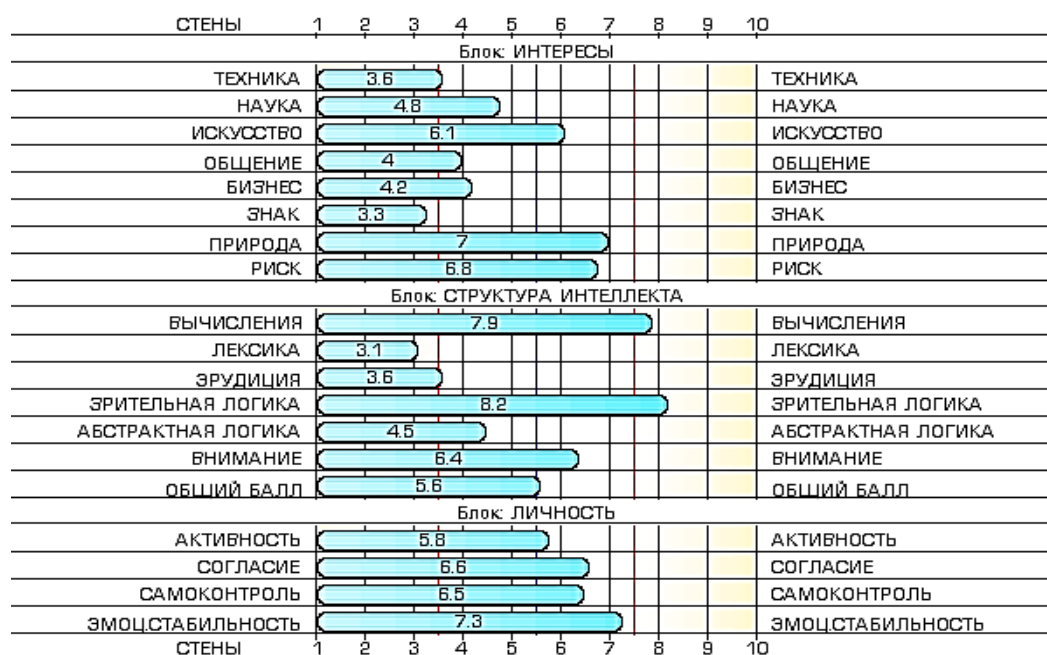 СТЕНЫ 1 2 3 4 5 6 7 8 9 10
Блок: ИНТЕРЕСЫ
ТЕХНИКА 3.6 ТЕХНИКА
НАУКА 4.8 НАУКА
ИСКУССТВО 6.1 ИСКУССТВО
ОБЩЕНИЕ 4 ОБЩЕНИЕ
БИЗНЕС 4.2 БИЗНЕС
ЗНАК 3.3 ЗНАК
ПРИРОДА 7 ПРИРОДА
РИСК 6.8 РИСК
Блок: СТРУКТУРА ИНТЕЛЛЕКТА
ВЫЧИСЛЕНИЯ 7.9 ВЫЧИСЛЕНИЯ
ЛЕКСИКА 3.1 ЛЕКСИКА
ЭРУДИЦИЯ 3.6 ЭРУДИЦИЯ
ЗРИТЕЛЬНАЯ ЛОГИКА 8.2 ЗРИТЕЛЬНАЯ ЛОГИКА
АБСТРАКТНАЯ ЛОГИКА 4.5 АБСТРАКТНАЯ ЛОГИКА
ВНИМАНИЕ 6.4 ВНИМАНИЕ
ОБЩИЙ БАЛЛ 5.6 ОБЩИЙ БАЛЛ
Блок: ЛИЧНОСТЬ
АКТИВНОСТЬ 5.8 АКТИВНОСТЬ
СОГЛАСИЕ 6.6 СОГЛАСИЕ
САМОКОНТРОЛЬ 6.5 САМОКОНТРОЛЬ
ЭМОЦ.СТАБИЛЬНОСТЬ 7.3 ЭМОЦ.СТАБИЛЬНОСТЬ
СТЕНЫ 1 2 3 4 5 6 7 8 9 10